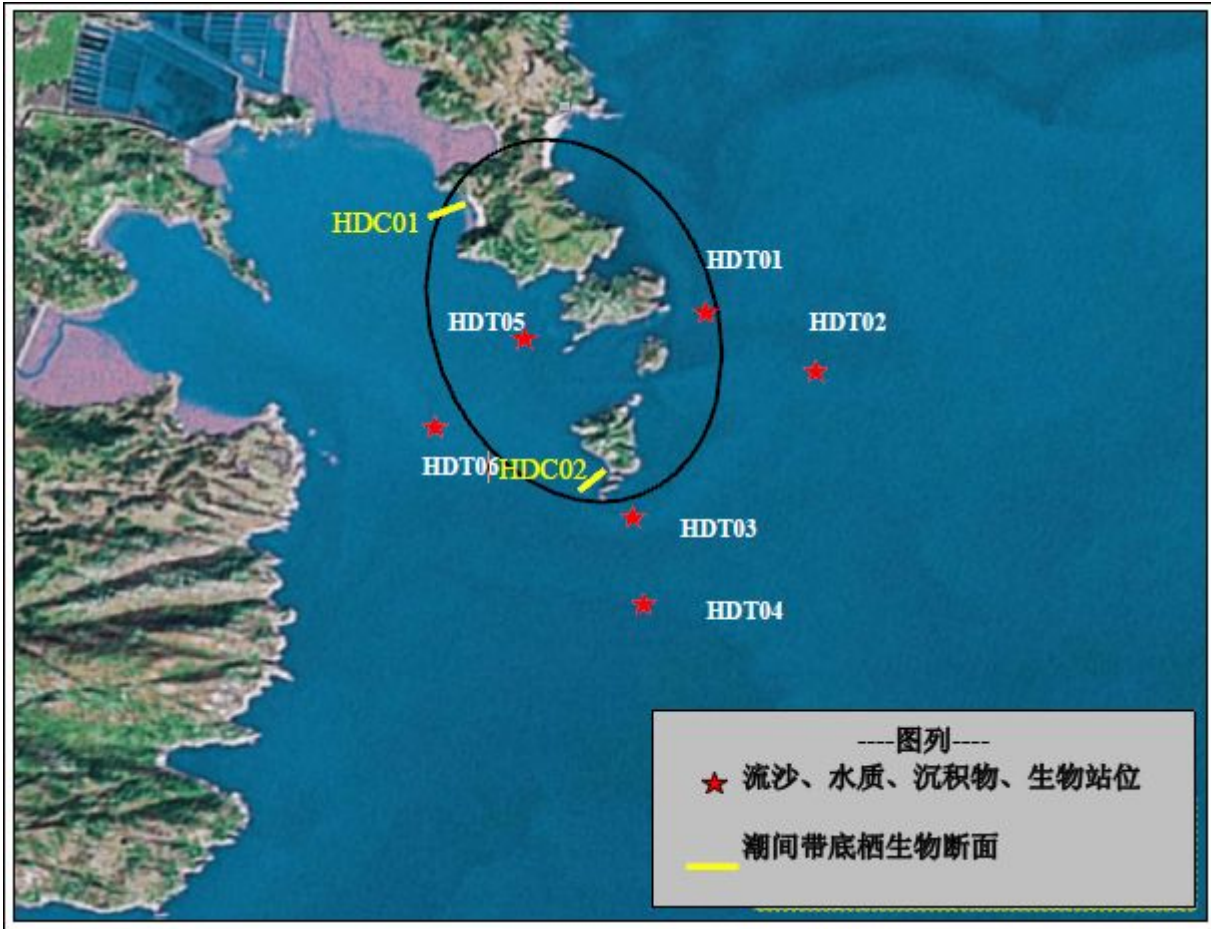 HDC01
HDT01
HDT05
HDT02
HDT06
HDC02
HDT03
HDT04
----图列----
流沙、水质、沉积物、生物站位
潮间带底栖生物断面